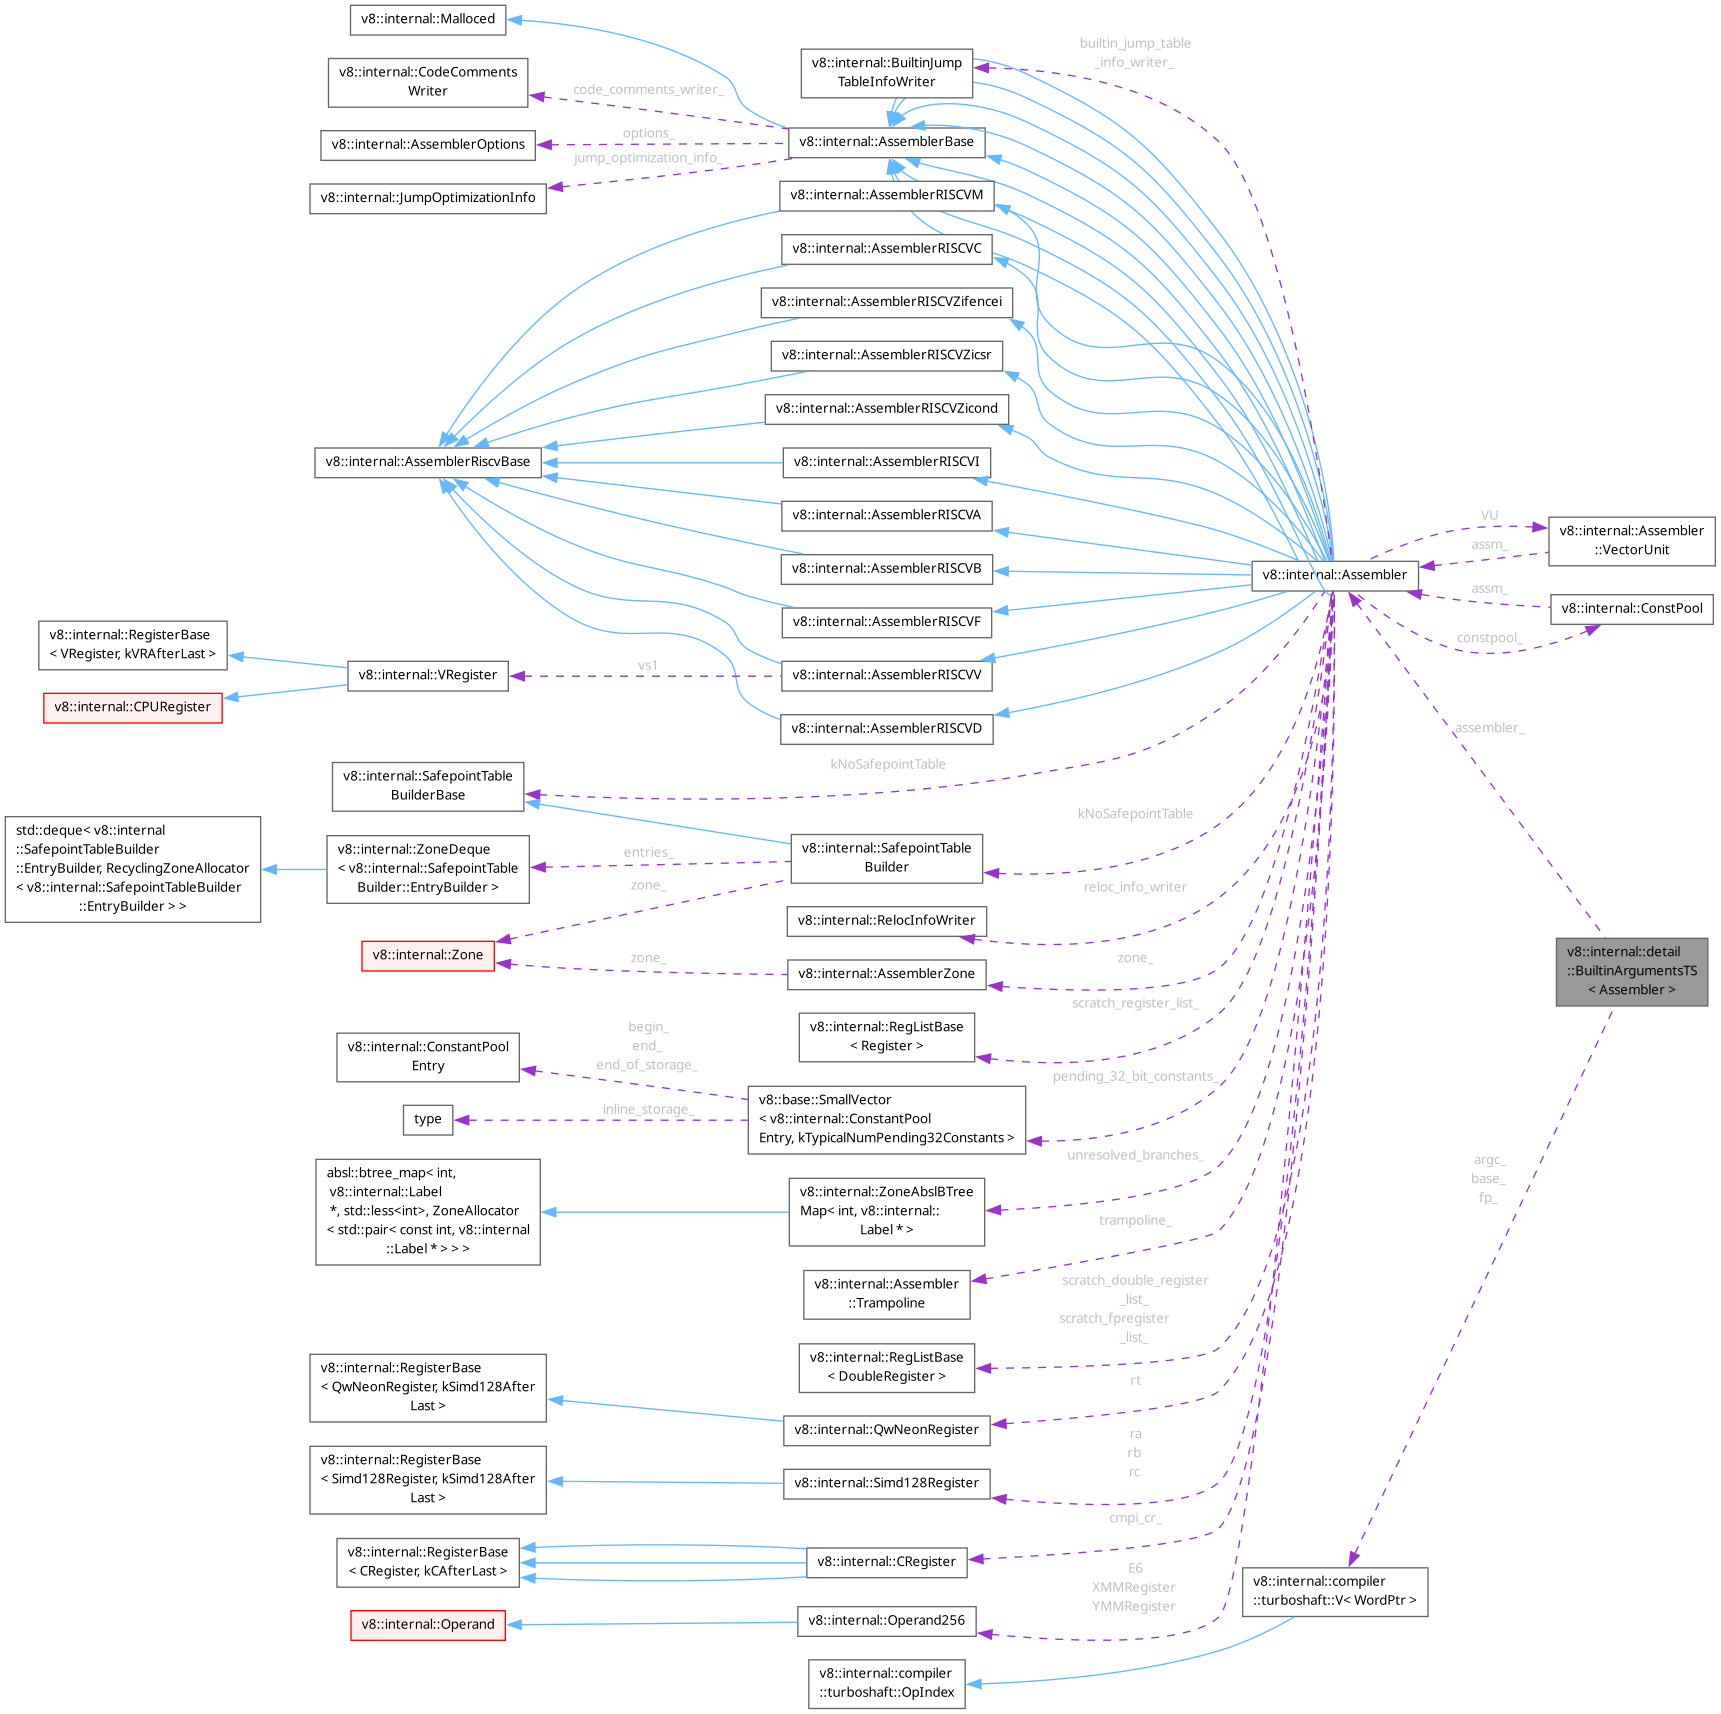 v8::internal::Malloced
v8::internal::CodeComments
Writer
v8::internal::AssemblerOptions
v8::internal::JumpOptimizationInfo
code_comments_writer_
options_
jump_optimization_info_
v8::internal::BuiltinJump
TableInfoWriter
builtin_jump_table
_info_writer_
v8::internal::AssemblerBase
v8::internal::AssemblerRISCVM
v8::internal::AssemblerRISCVC
v8::internal::AssemblerRISCVZifencei
v8::internal::AssemblerRISCVZicsr
v8::internal::AssemblerRISCVZicond
v8::internal::AssemblerRiscvBase
v8::internal::AssemblerRISCVI
v8::internal::AssemblerRISCVA
v8::internal::AssemblerRISCVB
v8::internal::AssemblerRISCVF
v8::internal::AssemblerRISCVV
v8::internal::AssemblerRISCVD
v8::internal::Assembler
VU
assm_
v8::internal::Assembler
::VectorUnit
assm_
v8::internal::ConstPool
constpool_
v8::internal::RegisterBase
< VRegister, kVRAfterLast >
v8::internal::CPURegister
v8::internal::VRegister
vs1
assembler_
v8::internal::SafepointTable
BuilderBase
kNoSafepointTable
std::deque< v8::internal
::SafepointTableBuilder
::EntryBuilder, RecyclingZoneAllocator
< v8::internal::SafepointTableBuilder
::EntryBuilder > >
v8::internal::ZoneDeque
< v8::internal::SafepointTable
Builder::EntryBuilder >
entries_
zone_
v8::internal::SafepointTable
Builder
kNoSafepointTable
v8::internal::RelocInfoWriter
reloc_info_writer
v8::internal::Zone
zone_
v8::internal::AssemblerZone
zone_
v8::internal::detail
::BuiltinArgumentsTS
< Assembler >
v8::internal::RegListBase
< Register >
scratch_register_list_
v8::internal::ConstantPool
Entry
begin_
end_
end_of_storage_
type
inline_storage_
v8::base::SmallVector
< v8::internal::ConstantPool
Entry, kTypicalNumPending32Constants >
pending_32_bit_constants_
absl::btree_map< int,
v8::internal::Label
*, std::less<int>, ZoneAllocator
< std::pair< const int, v8::internal
::Label * > > >
v8::internal::ZoneAbslBTree
Map< int, v8::internal::
Label * >
unresolved_branches_
trampoline_
v8::internal::Assembler
::Trampoline
argc_
base_
fp_
scratch_double_register
_list_
scratch_fpregister
_list_
v8::internal::RegListBase
< DoubleRegister >
v8::internal::RegisterBase
< QwNeonRegister, kSimd128After
Last >
v8::internal::QwNeonRegister
rt
v8::internal::RegisterBase
< Simd128Register, kSimd128After
Last >
v8::internal::Simd128Register
ra
rb
rc
v8::internal::RegisterBase
< CRegister, kCAfterLast >
v8::internal::CRegister
cmpi_cr_
v8::internal::Operand
v8::internal::Operand256
E6
XMMRegister
YMMRegister
v8::internal::compiler
::turboshaft::V< WordPtr >
v8::internal::compiler
::turboshaft::OpIndex